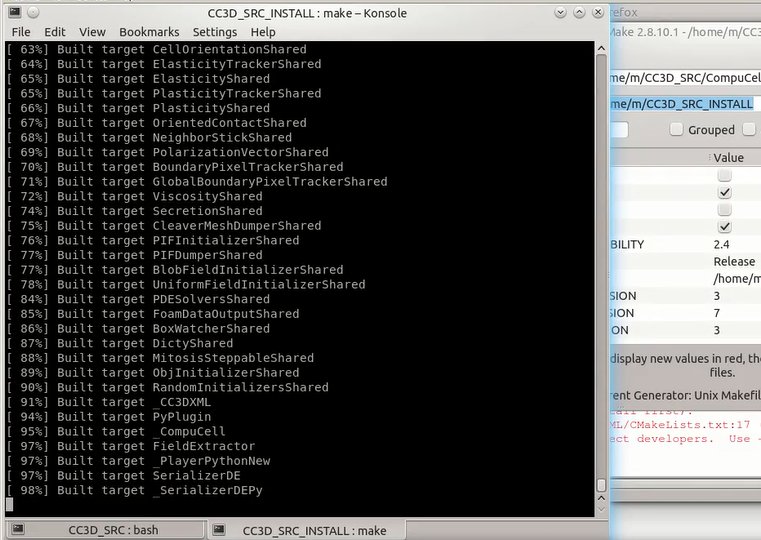 CC3D_SRC_INSTALL : make – Konsole
File Edit View Bookmarks Settings Help
[ 63%] Built target CellOrientationShared
[ 64%] Built target ElasticityTrackerShared
[ 65%] Built target ElasticityShared
[ 65%] Built target PlasticityTrackerShared
[ 66%] Built target PlasticityShared
[ 67%] Built target OrientedContactShared
[ 68%] Built target NeighborStickShared
[ 69%] Built target PolarizationVectorShared
[ 70%] Built target BoundaryPixelTrackerShared
[ 71%] Built target GlobalBoundaryPixelTrackerShared
[ 72%] Built target ViscosityShared
[ 74%] Built target SecretionShared
[ 75%] Built target CleaverMeshDumperShared
[ 76%] Built target PIFInitializerShared
[ 77%] Built target PIFDumperShared
[ 77%] Built target BlobFieldInitializerShared
[ 78%] Built target UniformFieldInitializerShared
[ 84%] Built target PDESolversShared
[ 85%] Built target FoamDataOutputShared
[ 86%] Built target BoxWatcherShared
[ 87%] Built target DictyShared
[ 88%] Built target MitosisSteppableShared
[ 89%] Built target ObjInitializerShared
[ 90%] Built target RandomInitializersShared
[ 91%] Built target _CC3DXML
[ 94%] Built target PyPlugin
[ 95%] Built target _CompuCell
[ 97%] Built target FieldExtractor
[ 97%] Built target _PlayerPythonNew
[ 97%] Built target SerializerDE
[ 98%] Built target _SerializerDEPy
CC3D_SRC : bash
CC3D_SRC_INSTALL : make
efox
Make 2.8.10.1 - /home/m/CC3
me/m/CC3D_SRC/CompuCel
me/m/CC3D_SRC_INSTALL
Grouped
Value
BILITY 2.4
Release
/home/m
SION 3
SION 7
ON 3
display new values in red, the
files.
rent Generator: Unix Makefil
ML/CMakeLists.txt:17
ect developers. Use